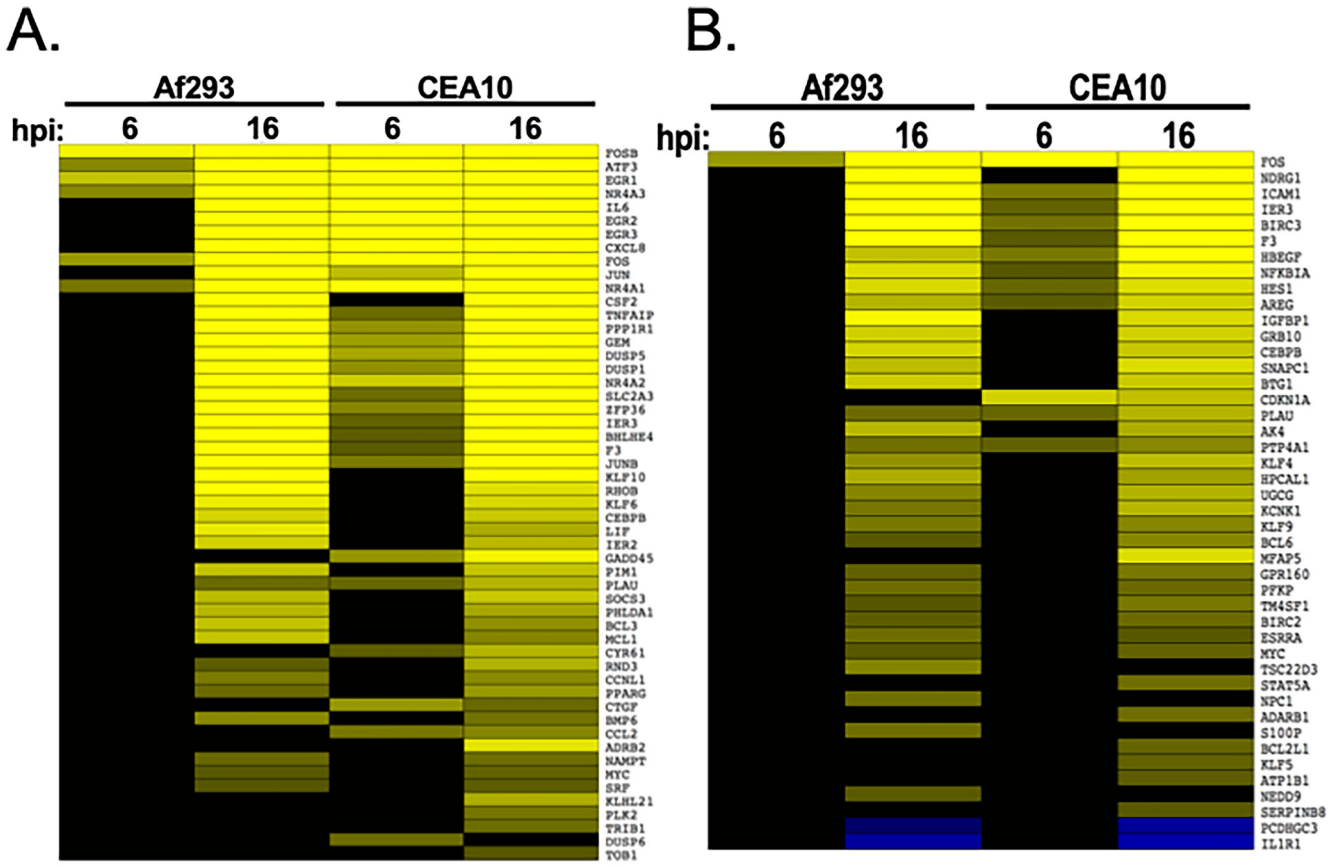 A.
Af293 CEA10
hpi: 6 16 6 16
FOSB
ATF3
EGR1
NR4A3
IL6
EGR2
EGR3
CXCL8
FOS
JUN
NR4A1
CSF2
TNFAIP
PPP1R1
GEM
DUSP5
DUSP1
NR4A2
SLC2A3
ZFP36
IER3
BHLHE4
F3
JUNB
KLF10
RHOB
KLF6
CEBPB
LIF
IER2
GADD45
PIM1
PLAU
SOCS3
PHLDA1
BCL3
MCL1
CYR61
RND3
CCNL1
PPARG
CTGF
BMP6
CCL2
ADRB2
NAMPT
MYC
SRF
KLHL21
PLK2
TRIB1
DUSP6
TOB1
B.
Af293 CEA10
hpi: 6 16 6 16
FOS
NDRG1
ICAM1
IER3
BIRC3
F3
HBEGF
NFKBIA
HES1
AREG
IGFBP1
GRB10
CEBPB
SNAPC1
BTG1
CDKN1A
PLAU
AK4
PTP4A1
KLF4
HPCAL1
UGCG
KCNK1
KLF9
BCL6
MFAP5
GPR160
PFKP
TM4SF1
BIRC2
ESRRA
MYC
TSC22D3
STAT5A
NPC1
ADARB1
S100P
BCL2L1
KLF5
ATP1B1
NEDD9
SERPINB8
PCDHGC3
IL1R1